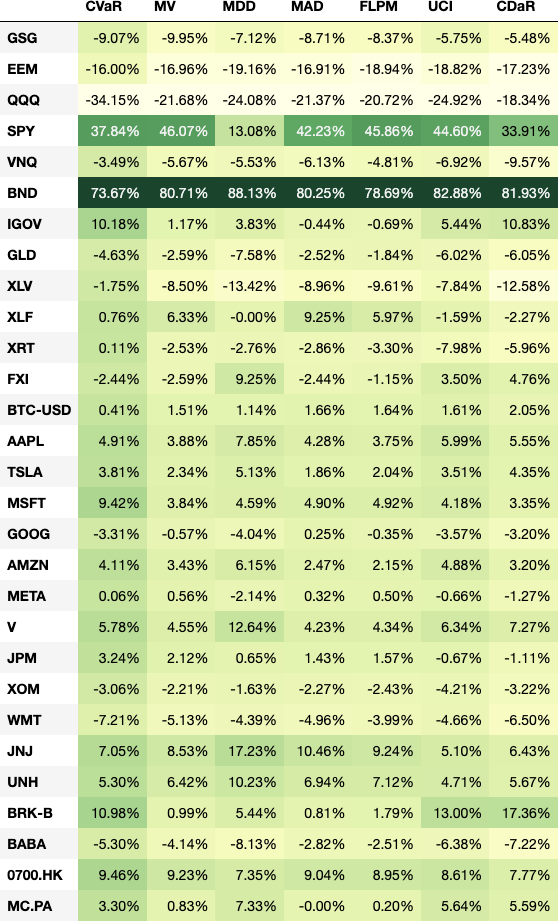 CVaR MV MDD MAD FLPM UCI CDaR
GSG -9.07% -9.95% -7.12% -8.71% -8.37% -5.75% -5.48%
EEM -16.00% -16.96% -19.16% -16.91% -18.94% -18.82% -17.23%
QQQ -34.15% -21.68% -24.08% -21.37% -20.72% -24.92% -18.34%
SPY 37.84% 46.07% 13.08% 42.23% 45.86% 44.60% 33.91%
VNQ -3.49% -5.67% -5.53% -6.13% -4.81% -6.92% -9.57%
BND 73.67% 80.71% 88.13% 80.25% 78.69% 82.88% 81.93%
IGOV 10.18% 1.17% 3.83% -0.44% -0.69% 5.44% 10.83%
GLD -4.63% -2.59% -7.58% -2.52% -1.84% -6.02% -6.05%
XLV -1.75% -8.50% -13.42% -8.96% -9.61% -7.84% -12.58%
XLF 0.76% 6.33% -0.00% 9.25% 5.97% -1.59% -2.27%
XRT 0.11% -2.53% -2.76% -2.86% -3.30% -7.98% -5.96%
FXI -2.44% -2.59% 9.25% -2.44% -1.15% 3.50% 4.76%
BTC-USD 0.41% 1.51% 1.14% 1.66% 1.64% 1.61% 2.05%
AAPL 4.91% 3.88% 7.85% 4.28% 3.75% 5.99% 5.55%
TSLA 3.81% 2.34% 5.13% 1.86% 2.04% 3.51% 4.35%
MSFT 9.42% 3.84% 4.59% 4.90% 4.92% 4.18% 3.35%
GOOG -3.31% -0.57% -4.04% 0.25% -0.35% -3.57% -3.20%
AMZN 4.11% 3.43% 6.15% 2.47% 2.15% 4.88% 3.20%
META 0.06% 0.56% -2.14% 0.32% 0.50% -0.66% -1.27%
V 5.78% 4.55% 12.64% 4.23% 4.34% 6.34% 7.27%
JPM 3.24% 2.12% 0.65% 1.43% 1.57% -0.67% -1.11%
XOM -3.06% -2.21% -1.63% -2.27% -2.43% -4.21% -3.22%
WMT -7.21% -5.13% -4.39% -4.96% -3.99% -4.66% -6.50%
JNJ 7.05% 8.53% 17.23% 10.46% 9.24% 5.10% 6.43%
UNH 5.30% 6.42% 10.23% 6.94% 7.12% 4.71% 5.67%
BRK-B 10.98% 0.99% 5.44% 0.81% 1.79% 13.00% 17.36%
BABA -5.30% -4.14% -8.13% -2.82% -2.51% -6.38% -7.22%
0700.HK 9.46% 9.23% 7.35% 9.04% 8.95% 8.61% 7.77%
MC.PA 3.30% 0.83% 7.33% -0.00% 0.20% 5.64% 5.59%